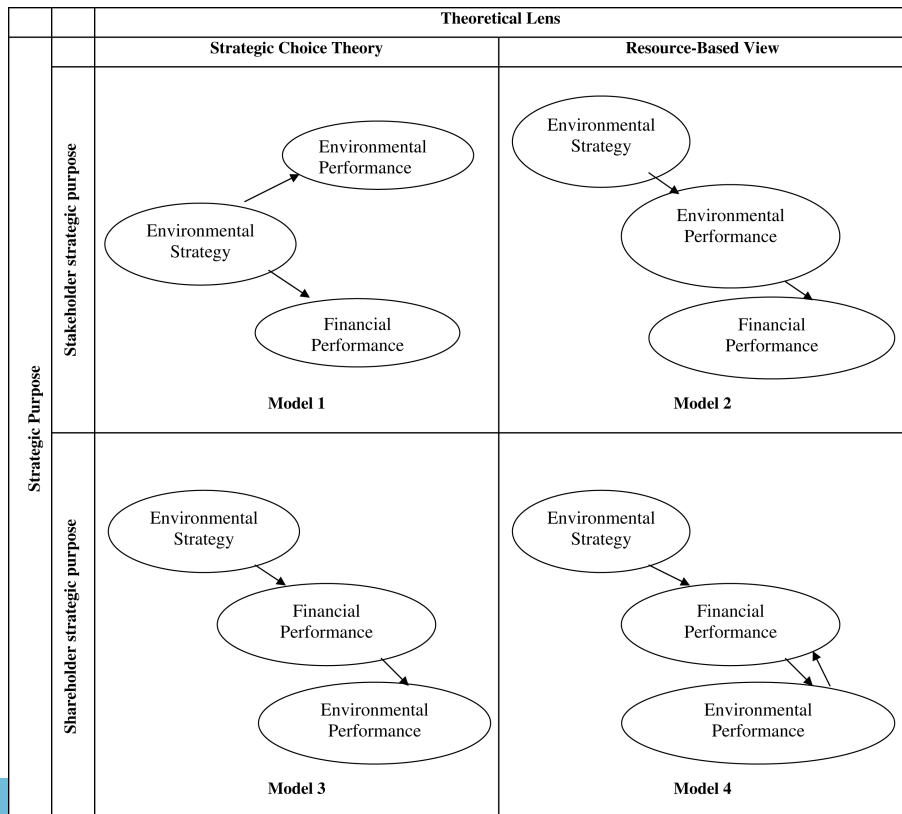 Theoretical Lens
Strategic Choice Theory
Resource-Based View
Strategic Purpose
Stakeholder strategic purpose
Environmental
Performance
Environmental
Strategy
Financial
Performance
Model 1
Environmental
Strategy
Environmental
Performance
Financial
Performance
Model 2
Shareholder strategic purpose
Environmental
Strategy
Financial
Performance
Environmental
Performance
Model 3
Environmental
Strategy
Financial
Performance
Environmental
Performance
Model 4